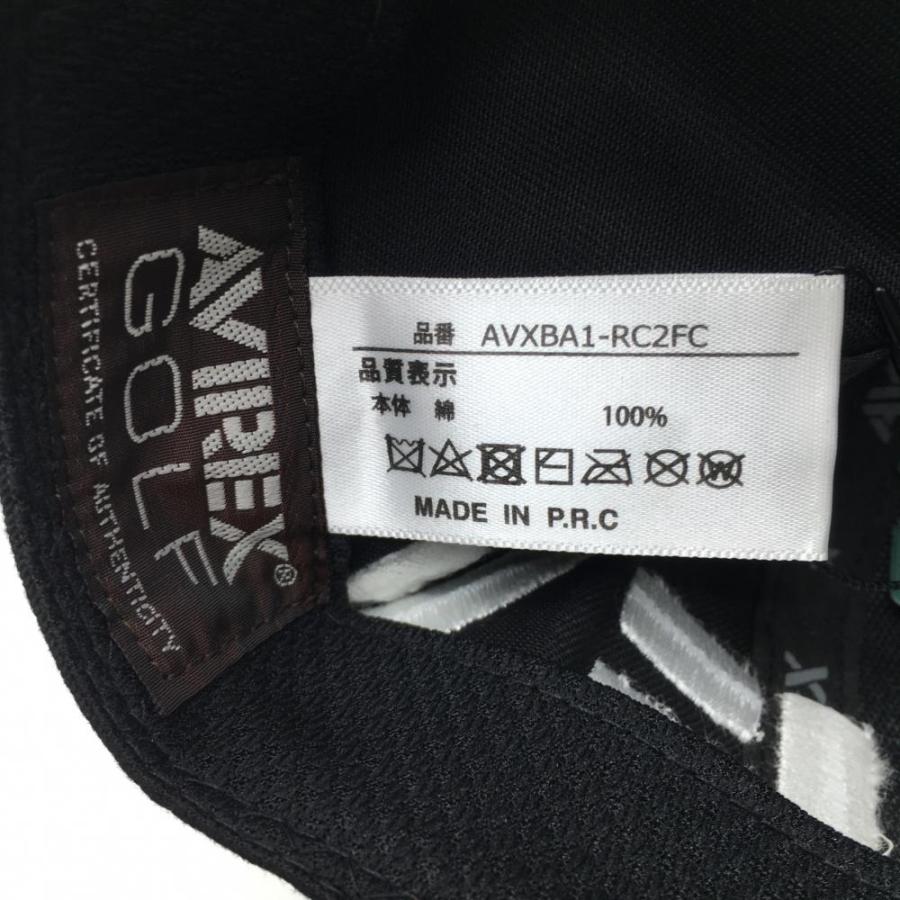 AVIREX®
GOLF
CERTIFICATE OF AUTHENTICITY
品番 AVXBA1-RC2FC
品質表示
本体 綿 100%
MADE IN P.R.C